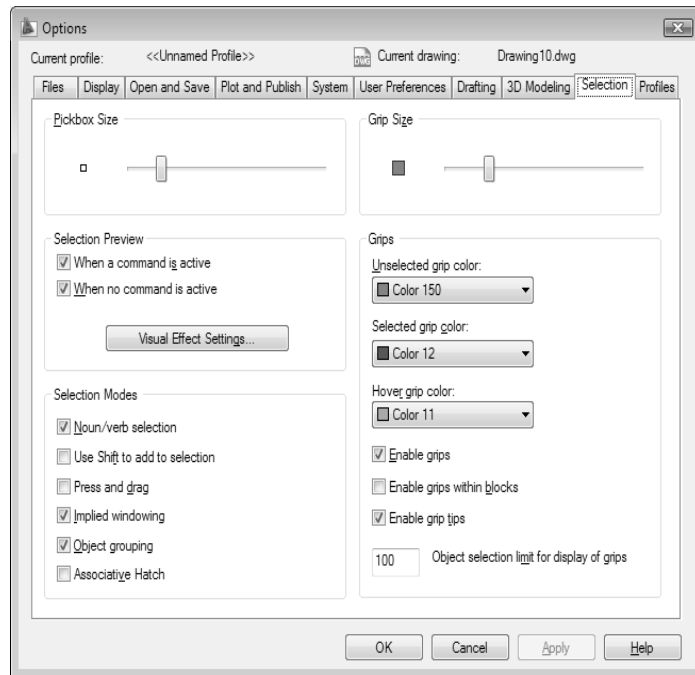 Options
Current profile: <<Unnamed Profile>> DWG Current drawing: Drawing10.dwg
Files Display Open and Save Plot and Publish System User Preferences Drafting 3D Modeling Selection Profiles
Pickbox Size
Grip Size
Selection Preview
When a command is active
When no command is active
Visual Effect Settings...
Selection Modes
Noun/verb selection
Use Shift to add to selection
Press and drag
Implied windowing
Object grouping
Associative Hatch
Grips
Unselected grip color:
Color 150
Selected grip color:
Color 12
Hover grip color:
Color 11
Enable grips
Enable grips within blocks
Enable grip tips
100 Object selection limit for display of grips
OK Cancel Apply Help